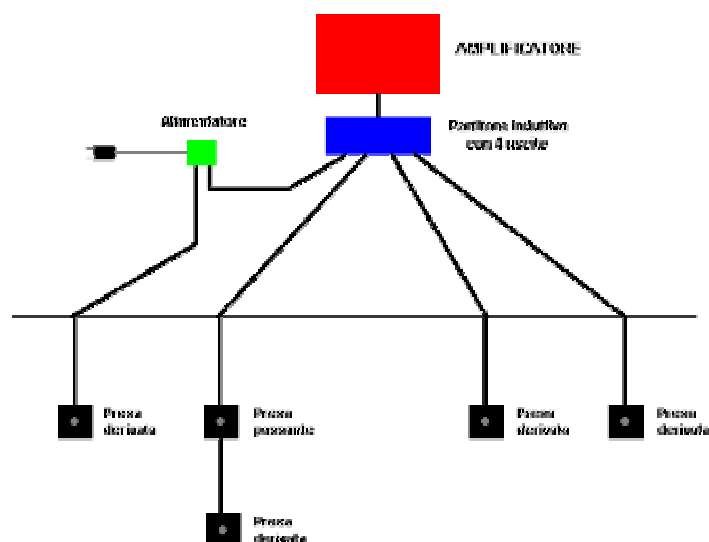 AMPLIFICATORE
Alimentatore
Partitore induttivo
con 4 uscite
Presa
derivata
Presa
passante
Presa
derivata
Presa
derivata
Presa
derivata